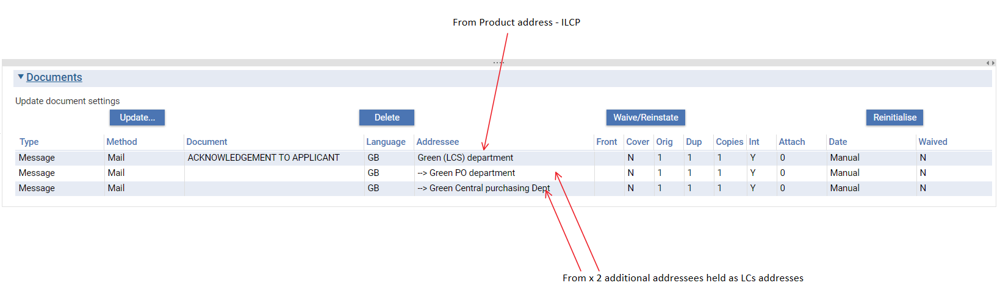 From Product address - ILCP
Documents
Update document settings
Update... Delete Waive/Reinstate Reinitialise
Type Method Document Language Addressee Front Cover Orig Dup Copies Int Attach Date Waived
Message Mail ACKNOWLEDGEMENT TO APPLICANT GB Green (LCS) department N 1 1 1 Y 0 Manual N
Message Mail GB --> Green PO department N 1 1 1 Y 0 Manual N
Message Mail GB --> Green Central purchasing Dept N 1 1 1 Y 0 Manual N
From x 2 additional addressees held as LCs addresses